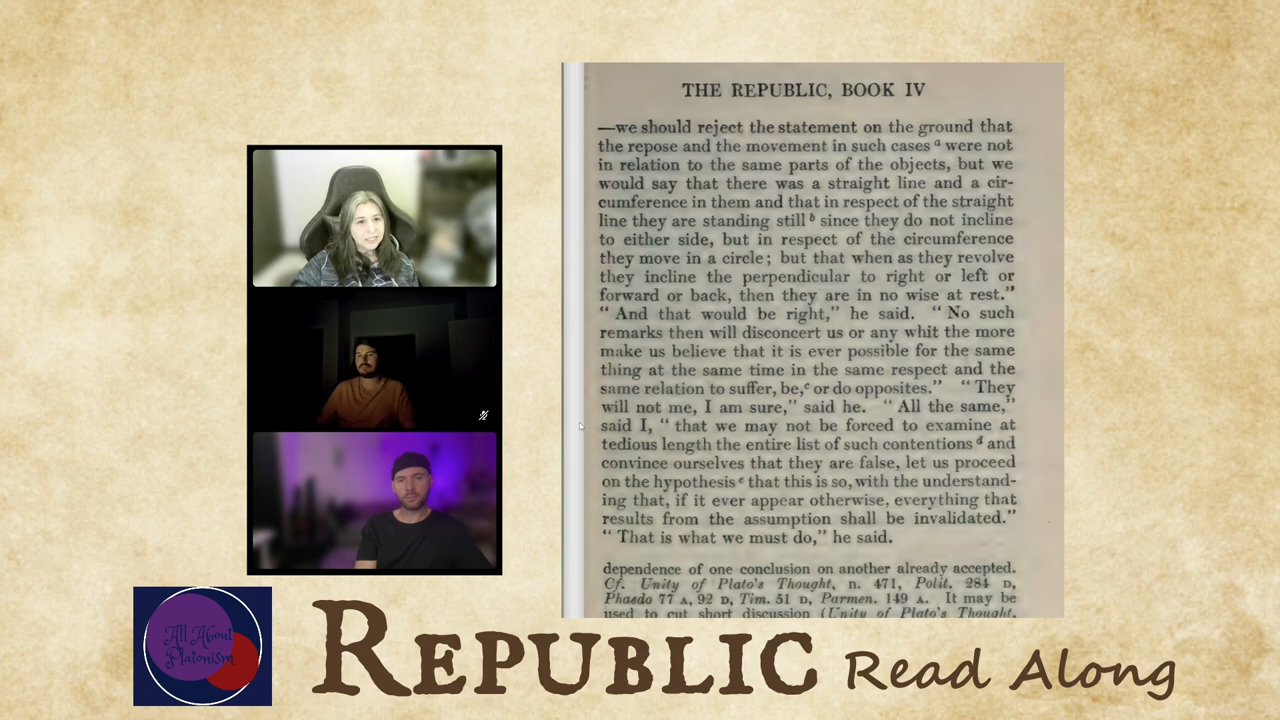 THE REPUBLIC, BOOK IV
—we should reject the statement on the ground that
the repose and the movement in such cases ᵃ were not
in relation to the same parts of the objects, but we
would say that there was a straight line and a cir-
cumference in them and that in respect of the straight
line they are standing still ᵇ since they do not incline
to either side, but in respect of the circumference
they move in a circle; but that when as they revolve
they incline the perpendicular to right or left or
forward or back, then they are in no wise at rest.”
“ And that would be right,” he said. “ No such
remarks then will disconcert us or any whit the more
make us believe that it is ever possible for the same
thing at the same time in the same respect and the
same relation to suffer, be,ᶜ or do opposites.” “ They
will not me, I am sure,” said he. “ All the same,”
said I, “ that we may not be forced to examine at
tedious length the entire list of such contentions ᵈ and
convince ourselves that they are false, let us proceed
on the hypothesis ᵉ that this is so, with the understand-
ing that, if it ever appear otherwise, everything that
results from the assumption shall be invalidated.”
“ That is what we must do,” he said.
dependence of one conclusion on another already accepted.
Cf. Unity of Plato's Thought, n. 471, Polit. 284 D,
Phaedo 77 A, 92 D, Tim. 51 D, Parmen. 149 A. It may be
used to cut short discussion (Unity of Plato's Thought,
All About
Platonism
REPUBLIC Read Along